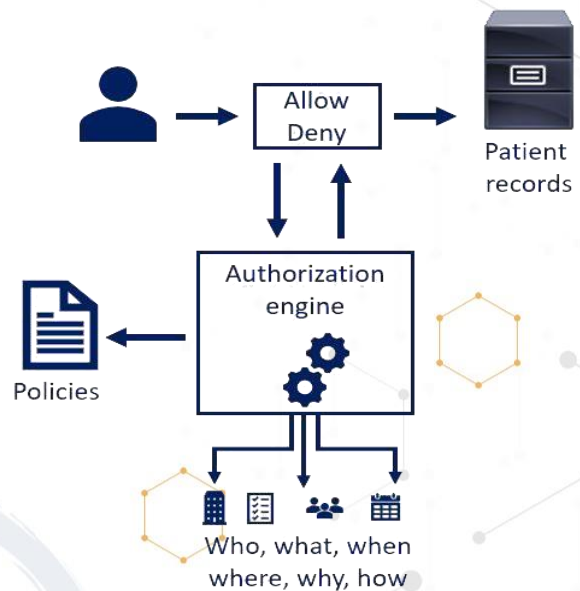 Allow
Deny
Patient
records
Authorization
engine
Policies
Who, what, when
where, why, how